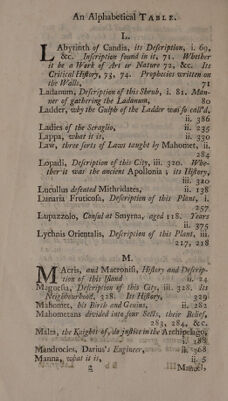 An Alphabetical TABLE.
L.
LAbyrinth of Candia, its Description, i. 69,
&c. Inscription found in it, 71. Whether
it be a Work of Art or Nature 72, &c. Its
Critical History, 73, 74. Prophecies written on
the Walls, 71
Ladanum, Description of this Shrub, i. 81. Man-
ner of gathering the Ladanum, 80
Ladder, why the Gulph of the Ladder was so call'd,
ii. 386
Ladies of the Seraglio, ii. 235
Lappa, what it is, ii. 330
Law, three sorts of Laws taught by Mahomet, ii.
284
Lopadi, Description of this City, iii. 320. Whe-
ther it was the ancient Apollonia; its History,
iii. 320
Lucullus defeated Mithridates, ii. 138
Lunaria Fruticosa, Description of this Plant, i.
257
Lupazzolo, Consul at Smyrna, aged 118. Years
iii. 375
Lychnis Orientalis, Description of this Plant, iii.
217, 218
M.
MAcris, and Macronisi, History and Descrip-
tion of this Island ii. 24
Magnesia, Description of this City, iii. 328. its
Neighbourhood, 328. Its History, 329
Mahomet, his Birth and Genius, ii. 282
Mahometans divided into four Sects, their Belief,
283, 284, &c.
Malta, the Knights of, do justice in the Archipelago,
i. 188
Mandrocles, Darius's Engineer, 368
Manna, what it is, ii. 5
2 Manoel,